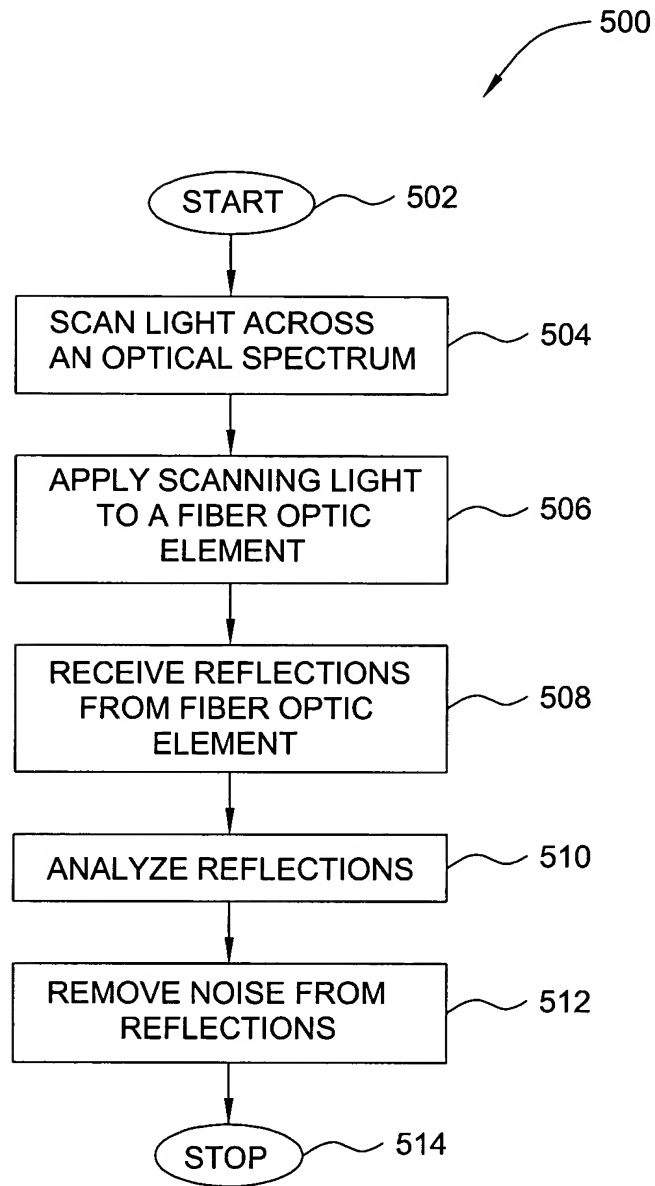 500
START
502
SCAN LIGHT ACROSS
AN OPTICAL SPECTRUM
504
APPLY SCANNING LIGHT
TO A FIBER OPTIC
ELEMENT
506
RECEIVE REFLECTIONS
FROM FIBER OPTIC
ELEMENT
508
ANALYZE REFLECTIONS
510
REMOVE NOISE FROM
REFLECTIONS
512
STOP
514